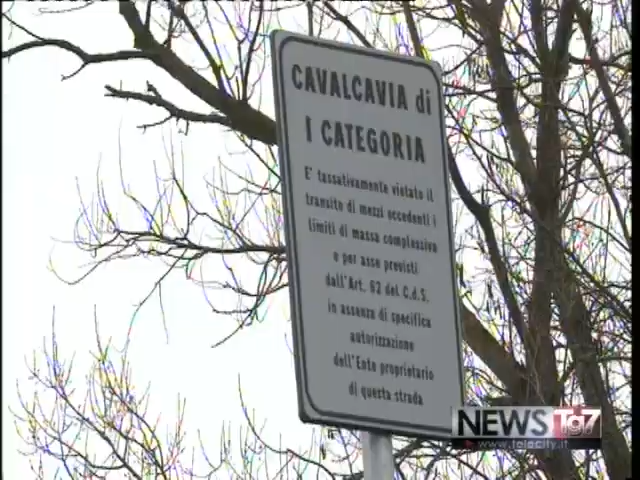 CAVALCAVIA di
I CATEGORIA
E' tassativamente vietato il
transito di mezzi eccedenti i
limiti di massa complessiva
e per asse previsti
dall'Art. 62 del C.d.S.
in assenza di specifica
autorizzazione
dell'Ente proprietario
di questa strada
NEWS Tg7
www.telecity.it